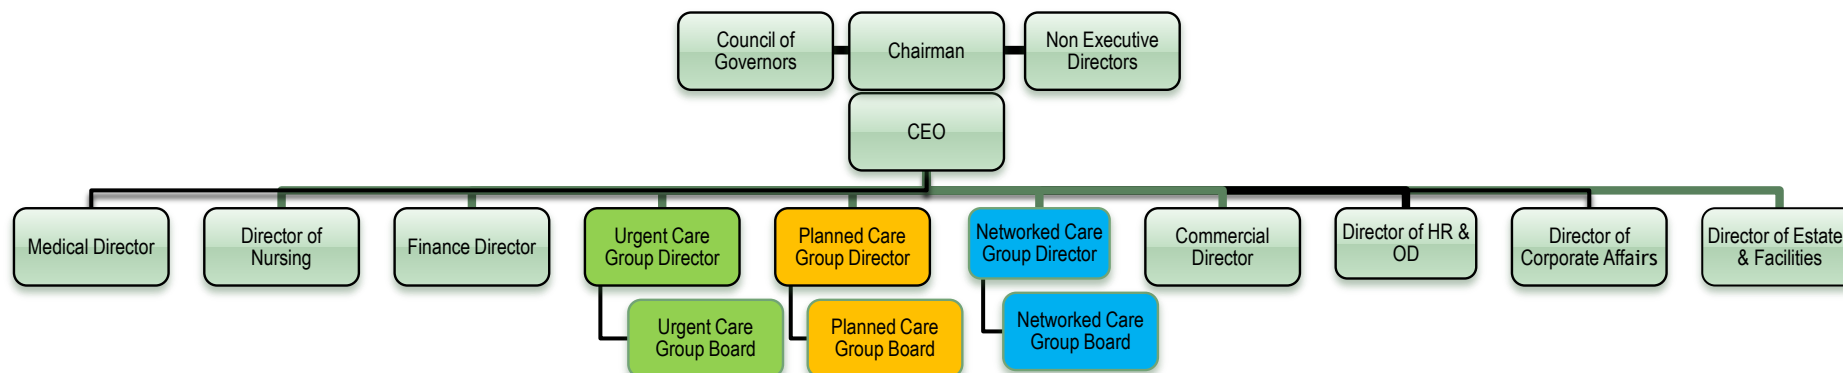 Council of
Governors
Chairman
Non Executive
Directors
CEO
Medical Director
Director of
Nursing
Finance Director
Urgent Care
Group Director
Planned Care
Group Director
Networked Care
Group Director
Commercial
Director
Director of HR &
OD
Director of
Corporate Affairs
Director of Estate
& Facilities
Urgent Care
Group Board
Planned Care
Group Board
Networked Care
Group Board